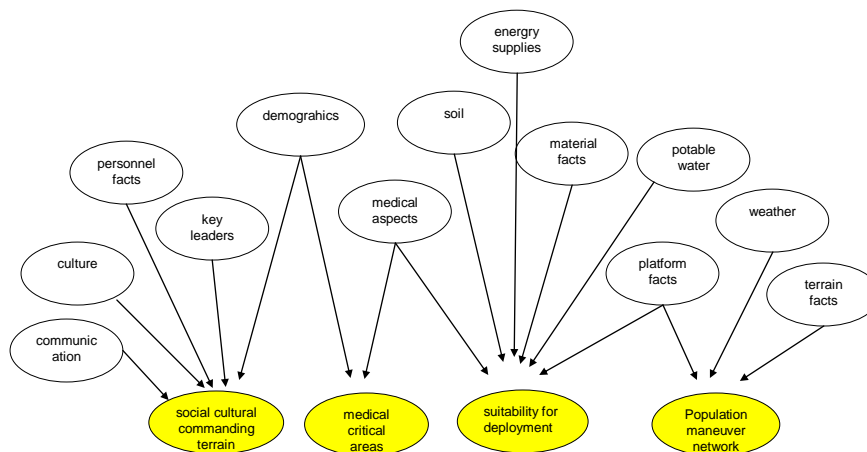 energry
supplies
demograhics
soil
personnel
facts
material
facts
potable
water
key
leaders
medical
aspects
weather
culture
platform
facts
terrain
facts
communic
ation
social cultural
commanding
terrain
medical
critical
areas
suitability for
deployment
Population
maneuver
network